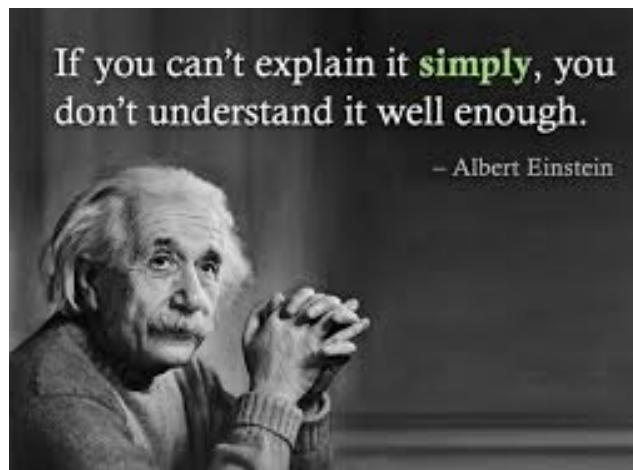 If you can’t explain it simply, you
don’t understand it well enough.
– Albert Einstein